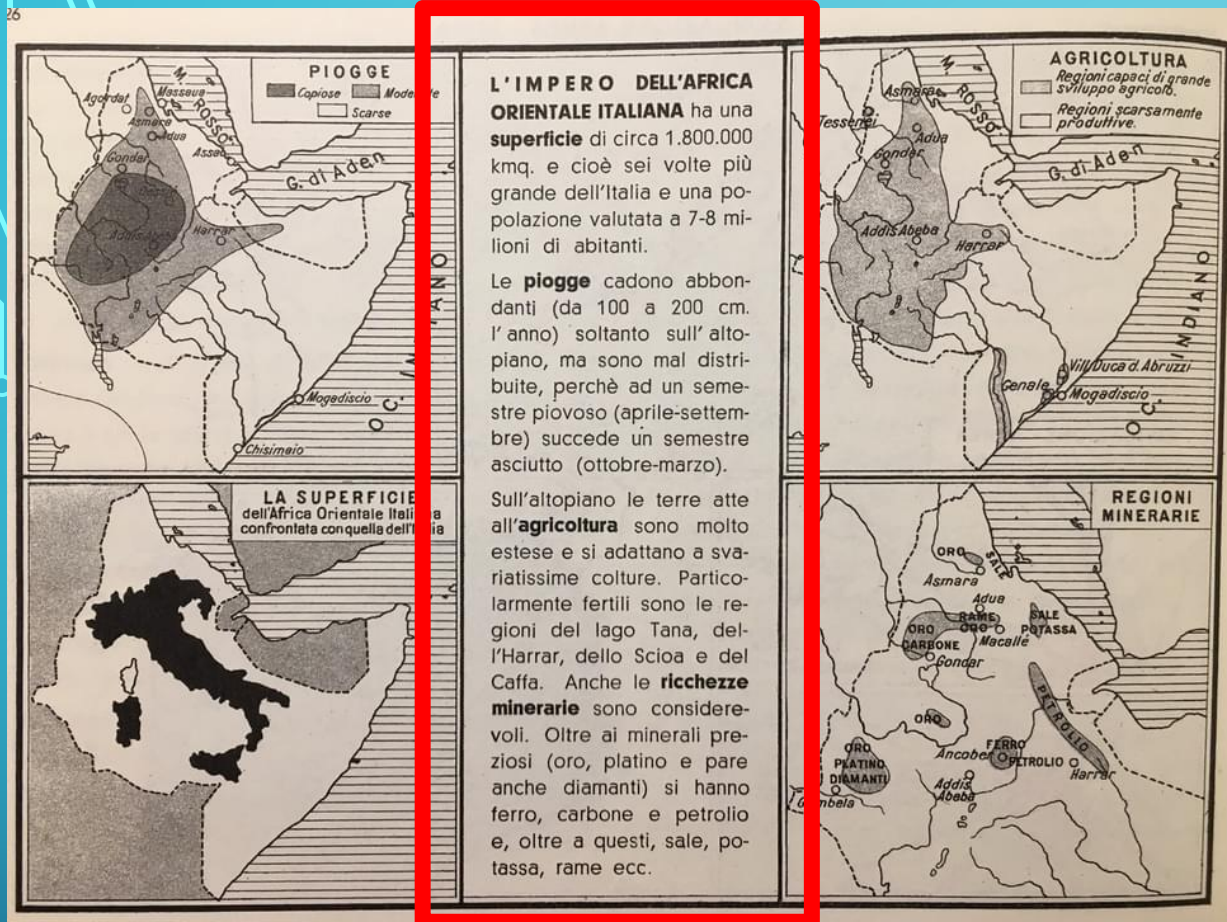 26
PIOGGE
Copiose
Scarse
M. ROSSO
Agordat
Massaua
Asmara
Adua
Assab
Gondar
G. di Aden
Addis Abeba
Harrar
Mogadiscio
Chisimaio
OC.
IANO
LA SUPERFICIE
dell'Africa Orientale
confrontata con quella
L'IMPERO DELL'AFRICA
ORIENTALE ITALIANA ha una
superficie di circa 1.800.000
kmq. e cioè sei volte più
grande dell'Italia e una po-
polazione valutata a 7-8 mi-
lioni di abitanti.
Le piogge cadono abbon-
danti (da 100 a 200 cm.
l'anno) soltanto sull'alto-
piano, ma sono mal distri-
buite, perchè ad un seme-
stre piovoso (aprile-settem-
bre) succede un semestre
asciutto (ottobre-marzo).
Sull'altopiano le terre atte
all'agricoltura sono molto
estese e si adattano a sva-
riatissime colture. Partico-
larmente fertili sono le re-
gioni del lago Tana, del-
l'Harrar, dello Scioa e del
Caffa. Anche le ricchezze
minerarie sono considere-
voli. Oltre ai minerali pre-
ziosi (oro, platino e pare
anche diamanti) si hanno
ferro, carbone e petrolio
e, oltre a questi, sale, po-
tassa, rame ecc.
AGRICOLTURA
Regioni capaci di grande
sviluppo agricolo.
Regioni scarsamente
produttive.
M. ROSSO
Asmara
Tessenei
Adua
Gondar
G. di Aden
Addis Abeba
Harrar
Vill. Duca d. Abruzzi
Genale
Mogadiscio
OC. INDIANO
REGIONI
MINERARIE
ORO
SALE
Asmara
Adua
RAME
ORO
SALE
POTASSA
ORO
CARBONE
Macallé
Gondar
PETROLIO
ORO
ORO
PLATINO
DIAMANTI
Ancober
FERRO
PETROLIO
Harrar
Addis
Abeba